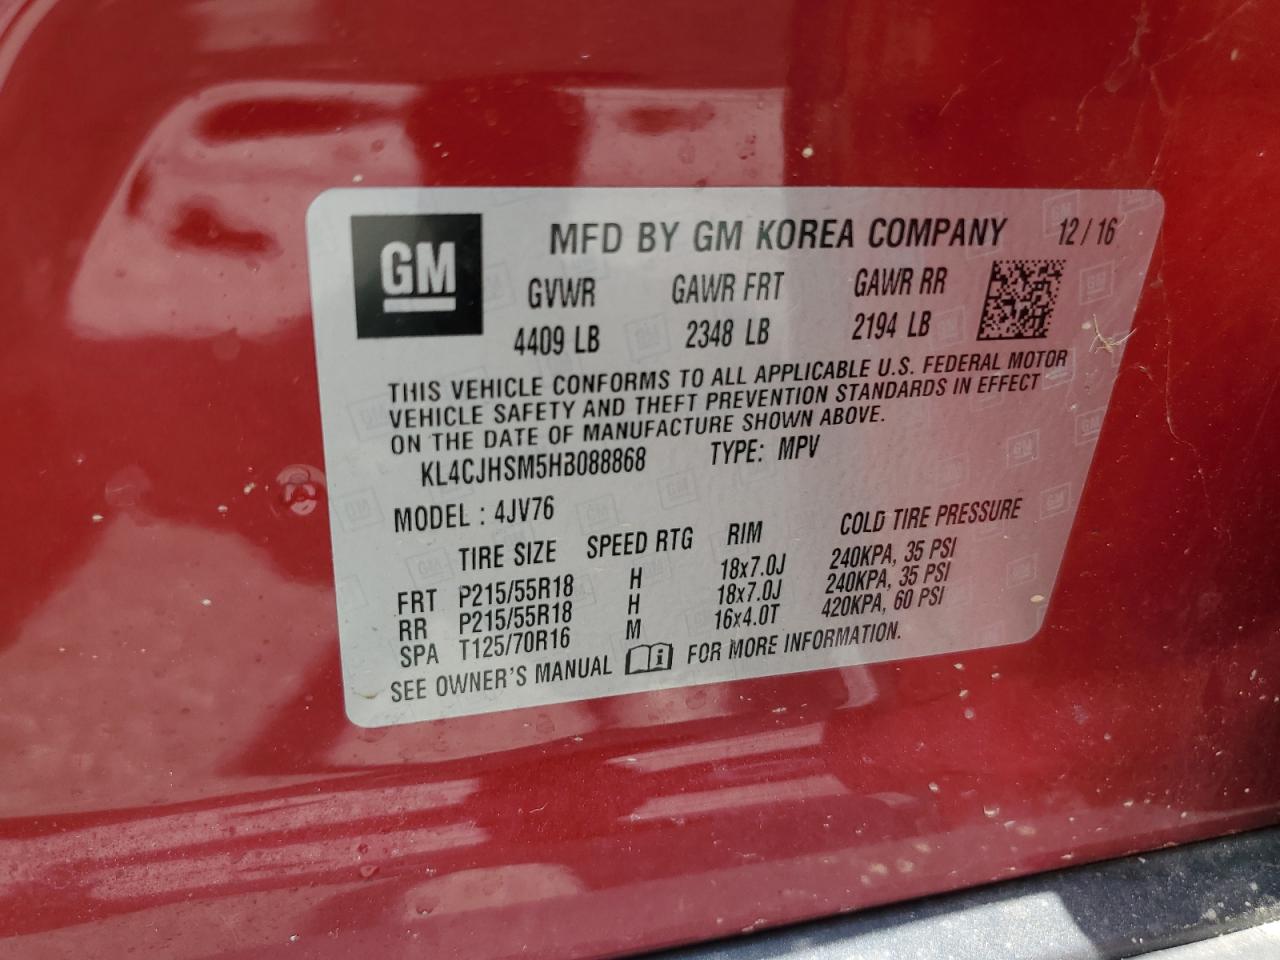 GM
MFD BY GM KOREA COMPANY 12/16
GVWR GAWR FRT GAWR RR
4409 LB 2348 LB 2194 LB
THIS VEHICLE CONFORMS TO ALL APPLICABLE U.S. FEDERAL MOTOR
VEHICLE SAFETY AND THEFT PREVENTION STANDARDS IN EFFECT
ON THE DATE OF MANUFACTURE SHOWN ABOVE.
KL4CJHSM5HB088868 TYPE: MPV
MODEL : 4JV76
TIRE SIZE SPEED RTG RIM COLD TIRE PRESSURE
FRT P215/55R18 H 18x7.0J 240KPA, 35 PSI
RR P215/55R18 H 18x7.0J 240KPA, 35 PSI
SPA T125/70R16 M 16x4.0T 420KPA, 60 PSI
SEE OWNER'S MANUAL FOR MORE INFORMATION.